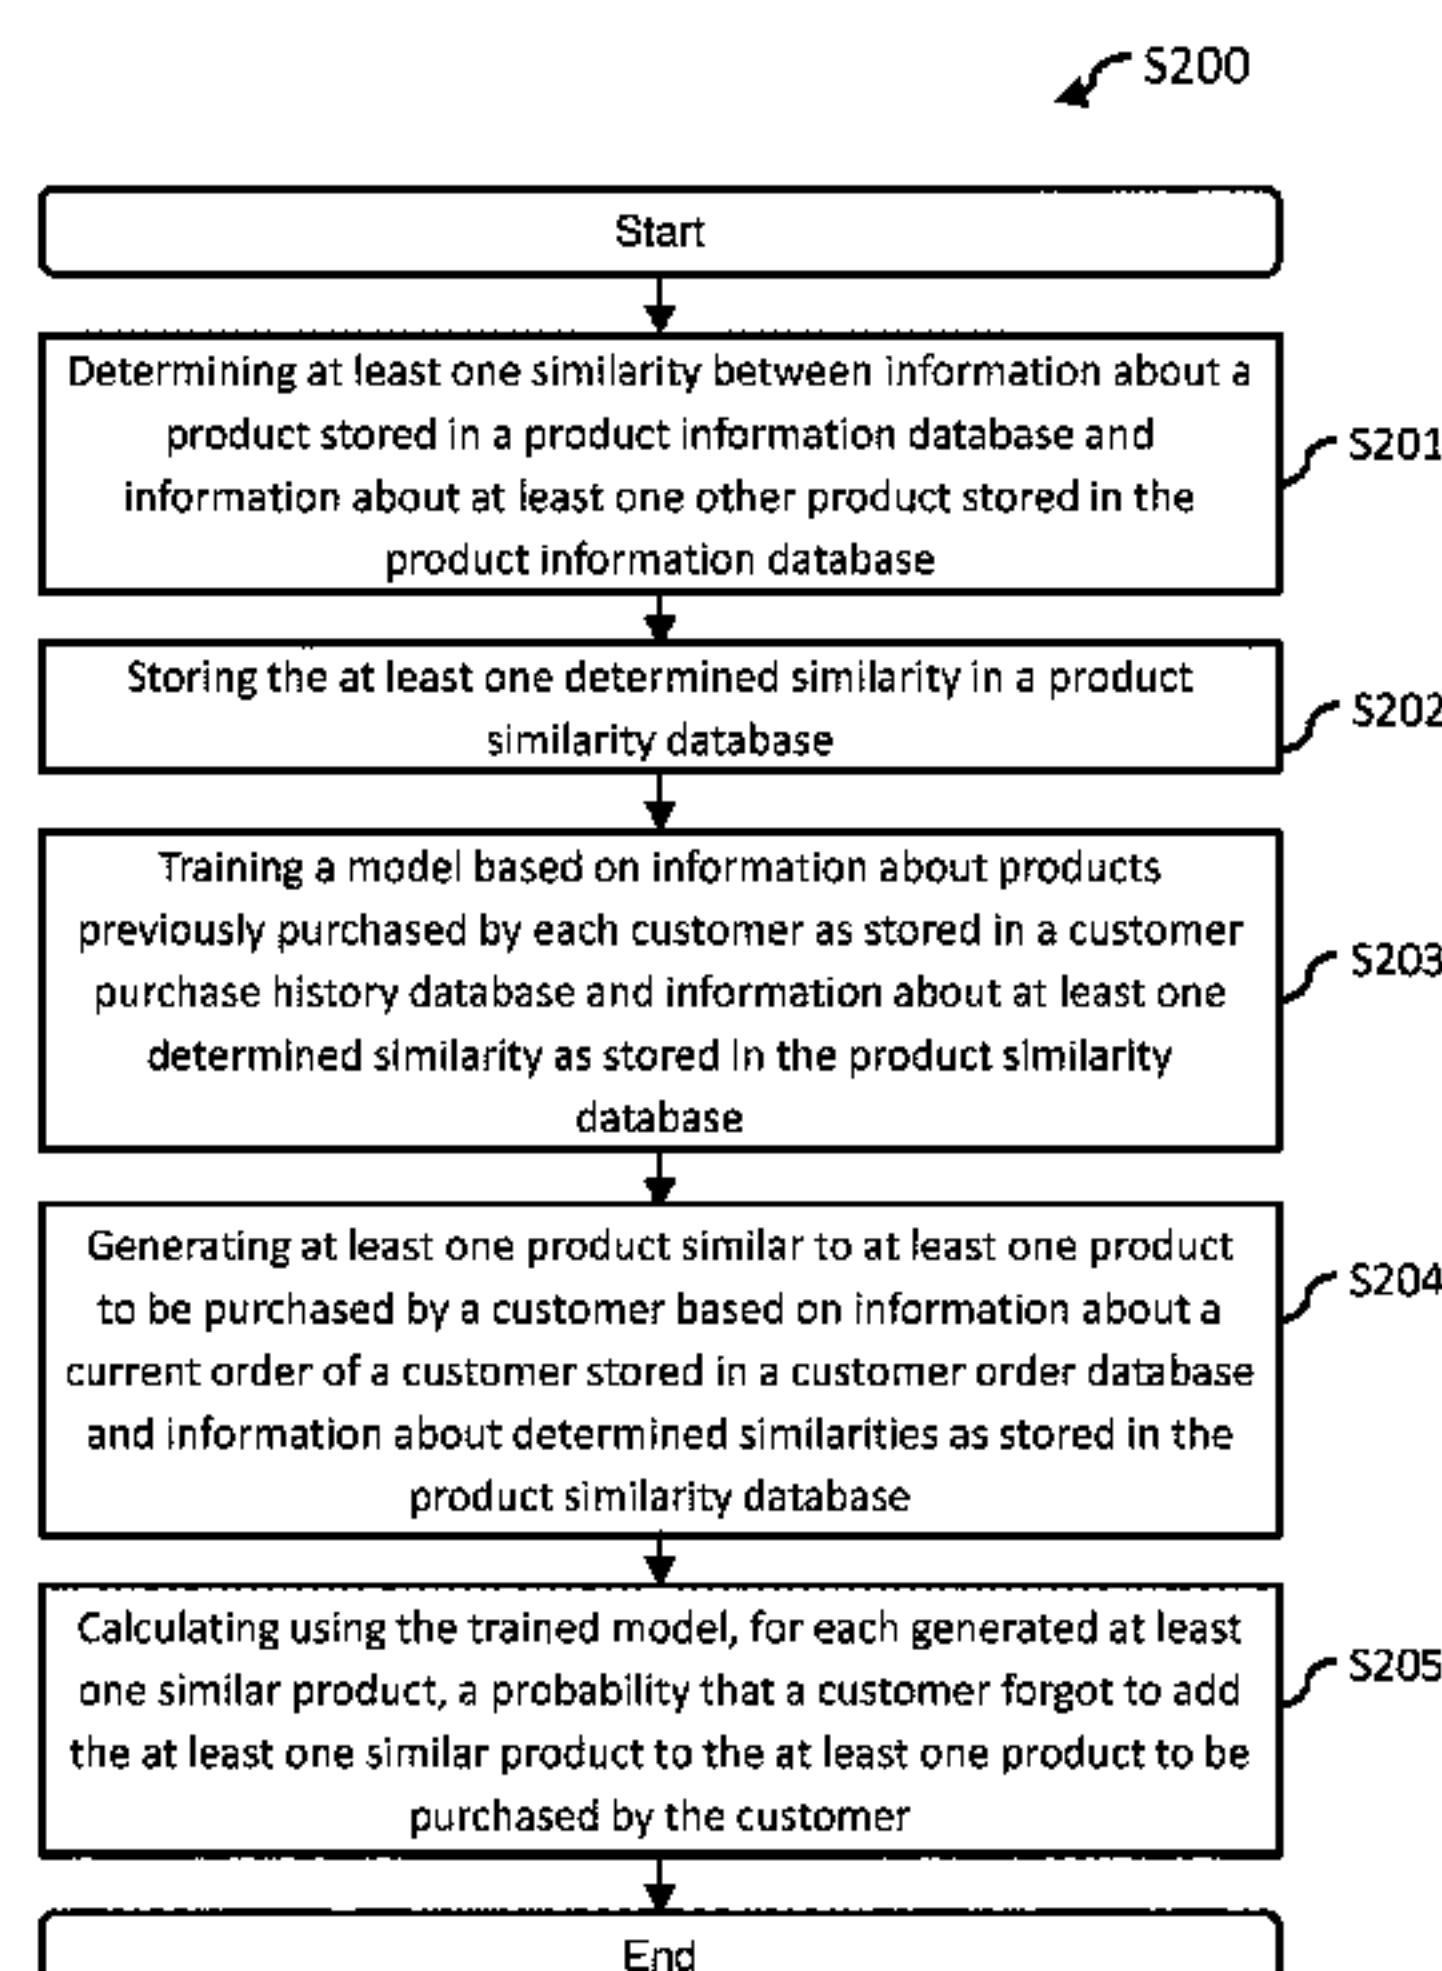 S200
Start
Determining at least one similarity between information about a
product stored in a product information database and
information about at least one other product stored in the
product information database
S201
Storing the at least one determined similarity in a product
similarity database
S202
Training a model based on information about products
previously purchased by each customer as stored in a customer
purchase history database and information about at least one
determined similarity as stored in the product similarity
database
S203
Generating at least one product similar to at least one product
to be purchased by a customer based on information about a
current order of a customer stored in a customer order database
and information about determined similarities as stored in the
product similarity database
S204
Calculating using the trained model, for each generated at least
one similar product, a probability that a customer forgot to add
the at least one similar product to the at least one product to be
purchased by the customer
S205
End